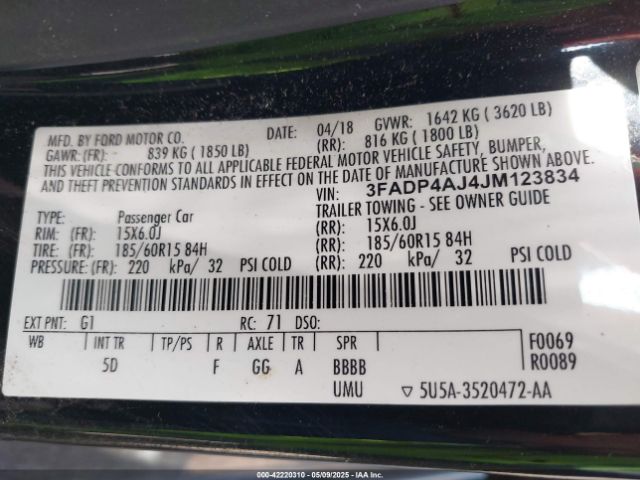 MFD. BY FORD MOTOR CO.
DATE: 04/18
GVWR: 1642 KG ( 3620 LB)
GAWR: (FR): - 839 KG ( 1850 LB)
(RR): 816 KG ( 1800 LB)
THIS VEHICLE CONFORMS TO ALL APPLICABLE FEDERAL MOTOR VEHICLE SAFETY, BUMPER,
AND THEFT PREVENTION STANDARDS IN EFFECT ON THE DATE OF MANUFACTURE SHOWN ABOVE.
VIN: 3FADP4AJ4JM123834
TYPE: Passenger Car
TRAILER TOWING - SEE OWNER GUIDE
RIM: (FR): 15X6.0J
(RR): 15X6.0J
TIRE: (FR): 185/60R15 84H
(RR): 185/60R15 84H
PRESSURE: (FR): 220 kPa/ 32 PSI COLD
(RR): 220 kPa/ 32 PSI COLD
EXT PNT: G1 RC: 71 DSO:
WB INT TR TP/PS R AXLE TR SPR
F0069
5D F GG A BBBB
R0089
UMU ▽ 5U5A-3520472-AA
000-42220310 | 05/09/2025 | IAA, Inc.